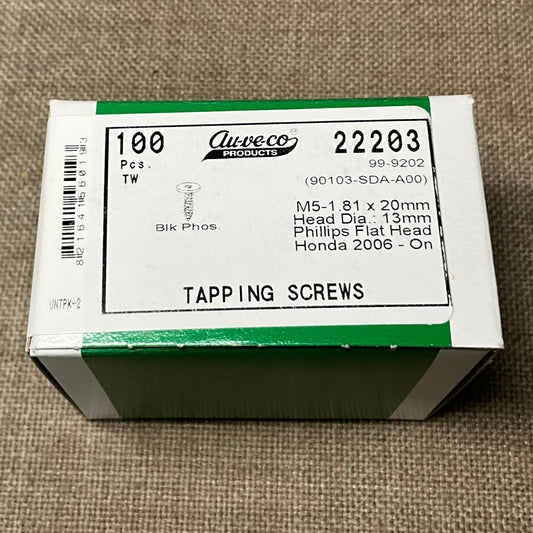 100
Pcs.
TW
Au-ve-co®
PRODUCTS
22203
99-9202
(90103-SDA-A00)
Blk Phos.
M5-1.81 x 20mm
Head Dia.: 13mm
Phillips Flat Head
Honda 2006 - On
TAPPING SCREWS
UNTPK-2